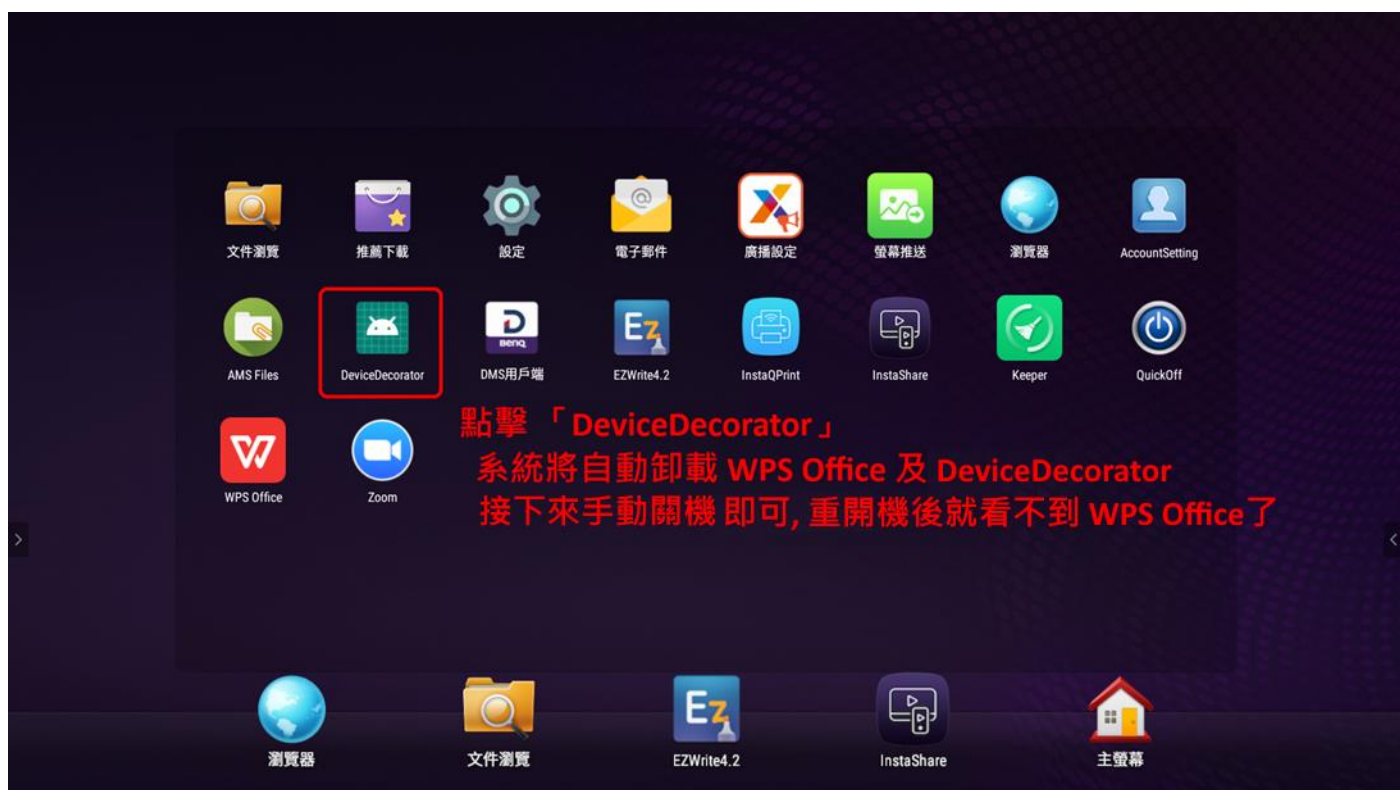 文件瀏覽
推薦下載
設定
電子郵件
廣播設定
螢幕推送
瀏覽器
AccountSetting
Benq
Ez
AMS Files
DeviceDecorator
DMS用戶端
EZWrite4.2
InstaQPrint
InstaShare
Keeper
QuickOff
點擊 「DeviceDecorator」
系統將自動卸載 WPS Office 及 DeviceDecorator
接下來手動關機 即可, 重開機後就看不到 WPS Office了
WPS Office
Zoom
Ez
瀏覽器
文件瀏覽
EZWrite4.2
InstaShare
主螢幕